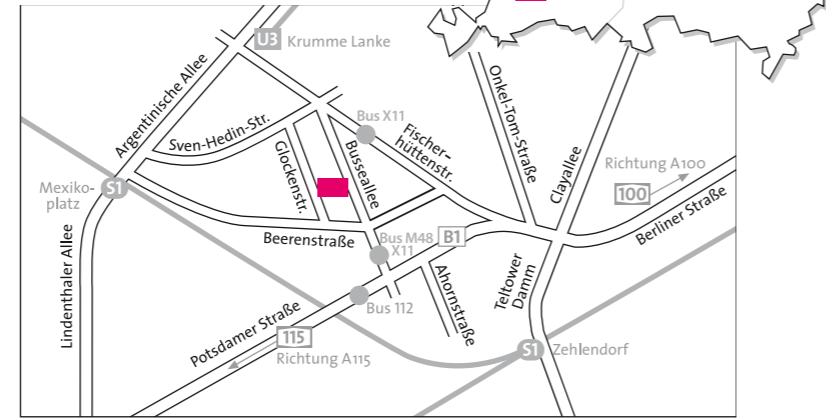 U3 Krumme Lanke
Argentinische Allee
Onkel-Tom-Straße
Bus X11
Fischer-
hüttenstr.
Sven-Hedin-Str.
Glockenstr.
Busseallee
Clayallee
Richtung A100
100
Mexiko-
platz
S1
Berliner Straße
Beerenstraße
Bus M48
X11
B1
Lindenthaler Allee
Ahornstraße
Teltower
Damm
Bus 112
Potsdamer Straße
115
Richtung A115
S1 Zehlendorf